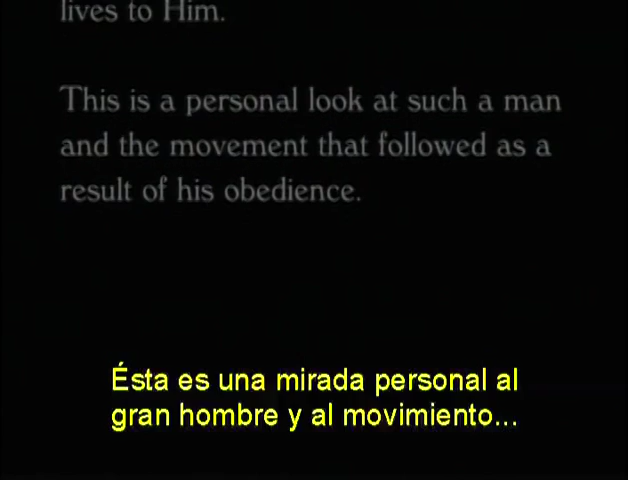 lives to Him.
This is a personal look at such a man
and the movement that followed as a
result of his obedience.
Ésta es una mirada personal al
gran hombre y al movimiento...